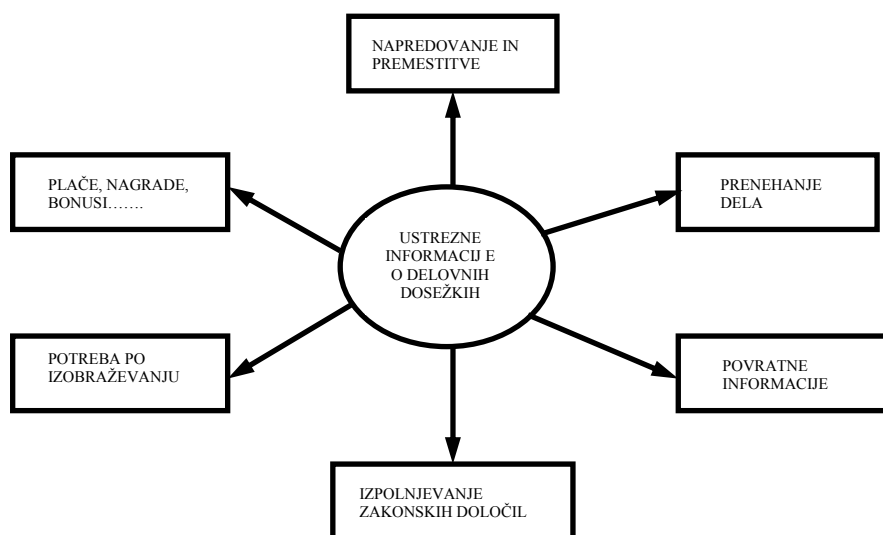 NAPREDOVANJE IN
PREMESTITVE
PLAČE, NAGRADE,
BONUSI.......
PRENEHANJE
DELA
USTREZNE
INFORMACIJ E
O DELOVNIH
DOSEŽKIH
POTREBA PO
IZOBRAŽEVANJU
POVRATNE
INFORMACIJE
IZPOLNJEVANJE
ZAKONSKIH DOLOČIL